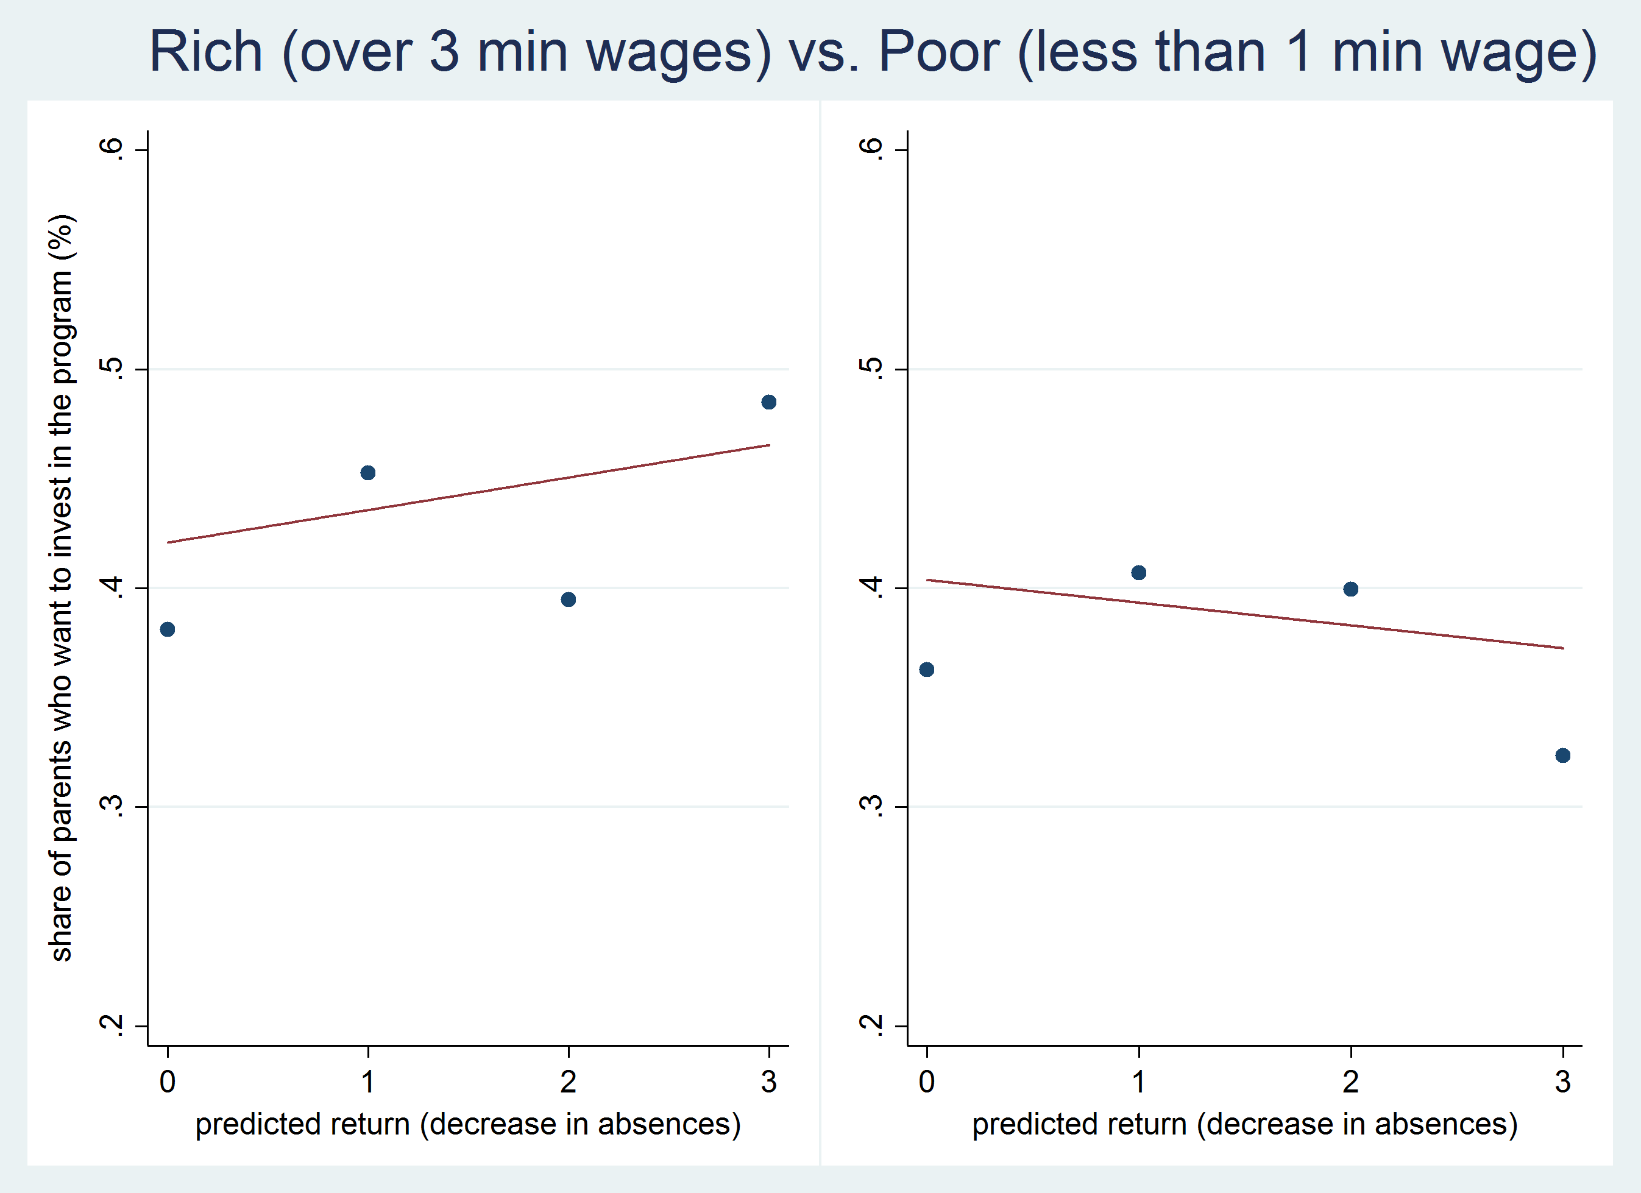 Rich (over 3 min wages) vs. Poor (less than 1 min wage)
share of parents who want to invest in the program (%)
.6
.5
.4
.3
.2
0 1 2 3
predicted return (decrease in absences)
.6
.5
.4
.3
.2
0 1 2 3
predicted return (decrease in absences)